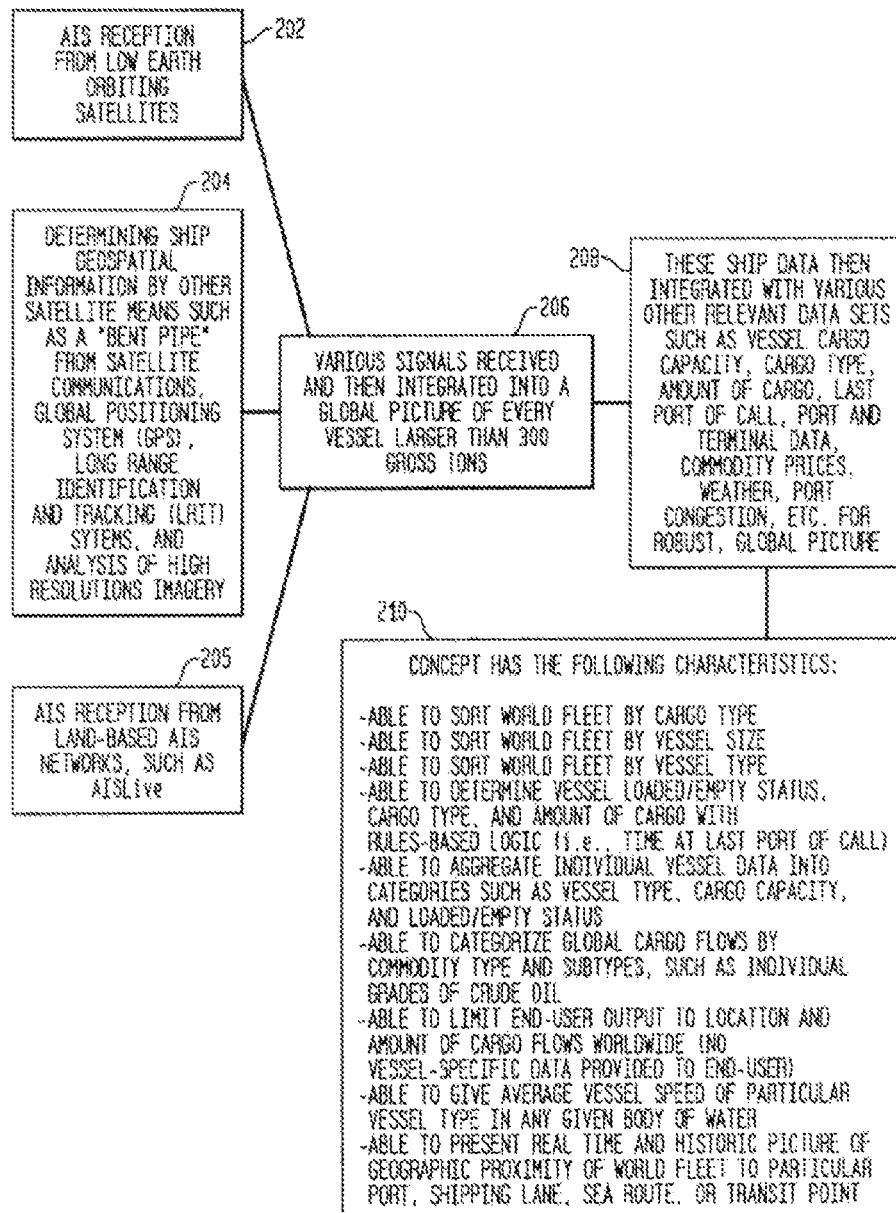 202
AIS RECEPTION
FROM LOW EARTH
ORBITING
SATELLITES
204
DETERMINING SHIP
GEOSPATIAL
INFORMATION BY OTHER
SATELLITE MEANS SUCH
AS A "BENT PIPE"
FROM SATELLITE
COMMUNICATIONS,
GLOBAL POSITIONING
SYSTEM (GPS),
LONG RANGE
IDENTIFICATION
AND TRACKING (LRIT)
SYTEMS, AND
ANALYSIS OF HIGH
RESOLUTIONS IMAGERY
205
AIS RECEPTION FROM
LAND-BASED AIS
NETWORKS, SUCH AS
AISLive
206
VARIOUS SIGNALS RECEIVED
AND THEN INTEGRATED INTO A
GLOBAL PICTURE OF EVERY
VESSEL LARGER THAN 300
GROSS TONS
208
THESE SHIP DATA THEN
INTEGRATED WITH VARIOUS
OTHER RELEVANT DATA SETS
SUCH AS VESSEL CARGO
CAPACITY, CARGO TYPE,
AMOUNT OF CARGO, LAST
PORT OF CALL, PORT AND
TERMINAL DATA,
COMMODITY PRICES,
WEATHER, PORT
CONGESTION, ETC. FOR
ROBUST, GLOBAL PICTURE
210
CONCEPT HAS THE FOLLOWING CHARACTERISTICS:
-ABLE TO SORT WORLD FLEET BY CARGO TYPE
-ABLE TO SORT WORLD FLEET BY VESSEL SIZE
-ABLE TO SORT WORLD FLEET BY VESSEL TYPE
-ABLE TO DETERMINE VESSEL LOADED/EMPTY STATUS,
CARGO TYPE, AND AMOUNT OF CARGO WITH
RULES-BASED LOGIC (i.e., TIME AT LAST PORT OF CALL)
-ABLE TO AGGREGATE INDIVIDUAL VESSEL DATA INTO
CATEGORIES SUCH AS VESSEL TYPE, CARGO CAPACITY,
AND LOADED/EMPTY STATUS
-ABLE TO CATEGORIZE GLOBAL CARGO FLOWS BY
COMMODITY TYPE AND SUBTYPES, SUCH AS INDIVIDUAL
GRADES OF CRUDE OIL
-ABLE TO LIMIT END-USER OUTPUT TO LOCATION AND
AMOUNT OF CARGO FLOWS WORLDWIDE (NO
VESSEL-SPECIFIC DATA PROVIDED TO END-USER)
-ABLE TO GIVE AVERAGE VESSEL SPEED OF PARTICULAR
VESSEL TYPE IN ANY GIVEN BODY OF WATER
-ABLE TO PRESENT REAL TIME AND HISTORIC PICTURE OF
GEOGRAPHIC PROXIMITY OF WORLD FLEET TO PARTICULAR
PORT, SHIPPING LANE, SEA ROUTE, OR TRANSIT POINT